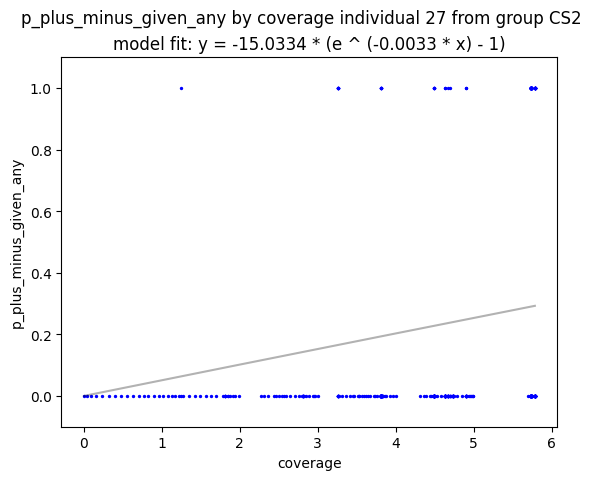 p_plus_minus_given_any by coverage individual 27 from group CS2
model fit: y = -15.0334 * (e ^ (-0.0033 * x) - 1)
1.0
0.8
0.6
0.4
0.2
0.0
p_plus_minus_given_any
0 1 2 3 4 5 6
coverage